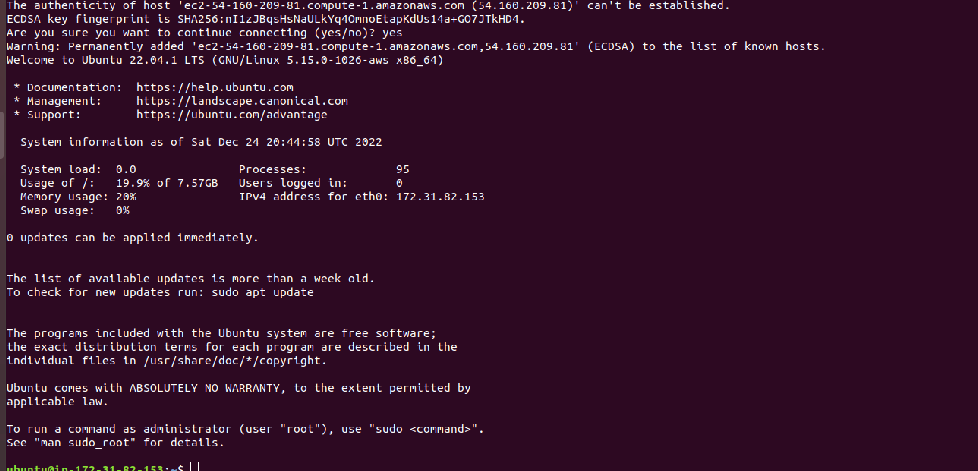 The authenticity of host 'ec2-54-160-209-81.compute-1.amazonaws.com (54.160.209.81)' can't be established.
ECDSA key fingerprint is SHA256:nI1zJBqsHsNaULkYq4OmnoEtapKdUs14a+GO7JTkHD4.
Are you sure you want to continue connecting (yes/no)? yes
Warning: Permanently added 'ec2-54-160-209-81.compute-1.amazonaws.com,54.160.209.81' (ECDSA) to the list of known hosts.
Welcome to Ubuntu 22.04.1 LTS (GNU/Linux 5.15.0-1026-aws x86_64)
* Documentation: https://help.ubuntu.com
* Management: https://landscape.canonical.com
* Support: https://ubuntu.com/advantage
System information as of Sat Dec 24 20:44:58 UTC 2022
System load: 0.0 Processes: 95
Usage of /: 19.9% of 7.57GB Users logged in: 0
Memory usage: 20% IPv4 address for eth0: 172.31.82.153
Swap usage: 0%
0 updates can be applied immediately.
The list of available updates is more than a week old.
To check for new updates run: sudo apt update
The programs included with the Ubuntu system are free software;
the exact distribution terms for each program are described in the
individual files in /usr/share/doc/*/copyright.
Ubuntu comes with ABSOLUTELY NO WARRANTY, to the extent permitted by
applicable law.
To run a command as administrator (user "root"), use "sudo <command>".
See "man sudo_root" for details.
ubuntu@ip-172-31-82-153:~$